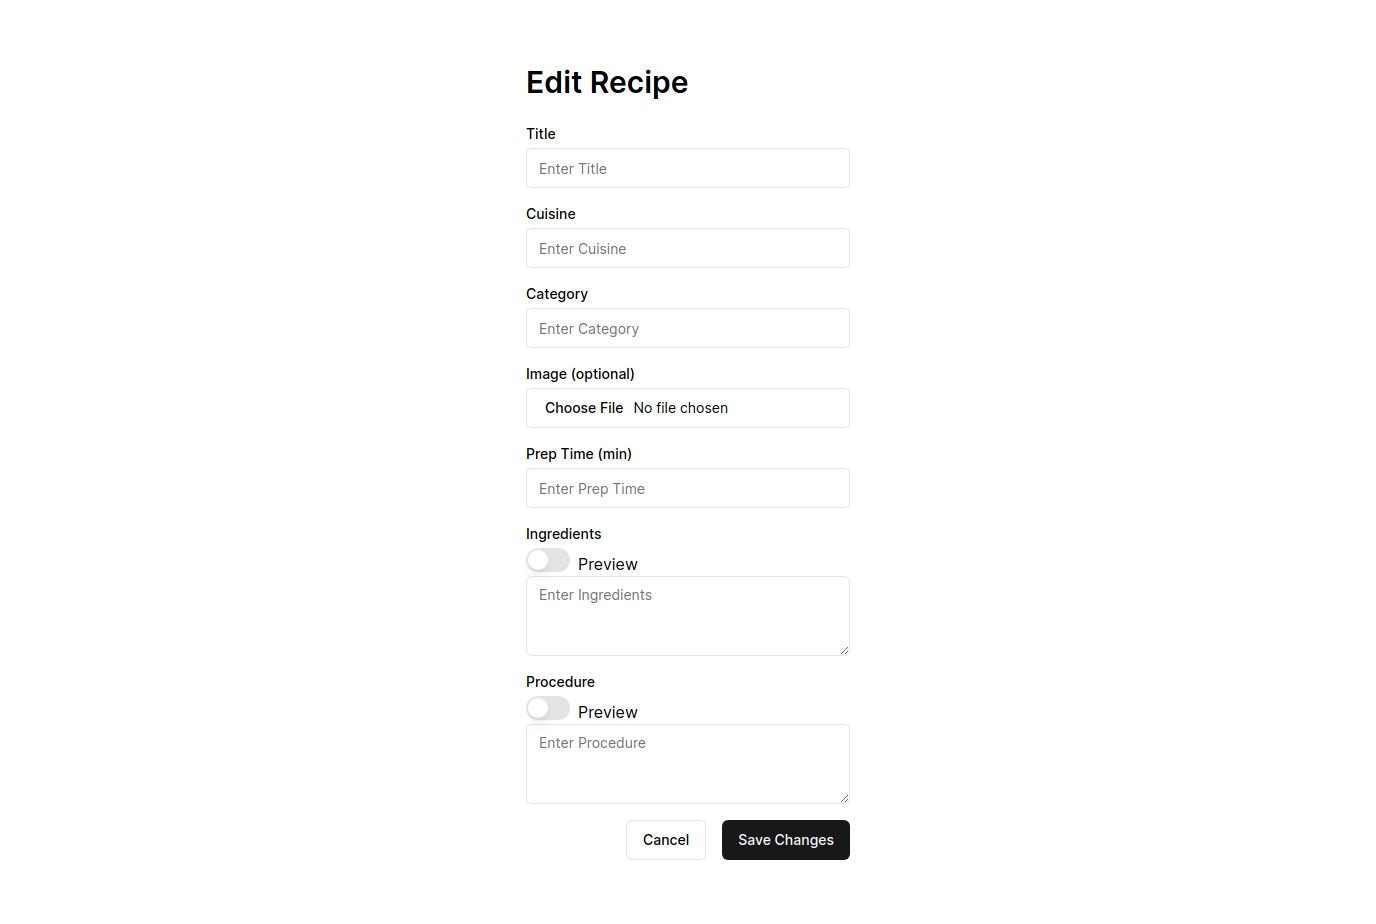 Edit Recipe
Title
Enter Title
Cuisine
Enter Cuisine
Category
Enter Category
Image (optional)
Choose File No file chosen
Prep Time (min)
Enter Prep Time
Ingredients
Preview
Enter Ingredients
Procedure
Preview
Enter Procedure
Cancel Save Changes